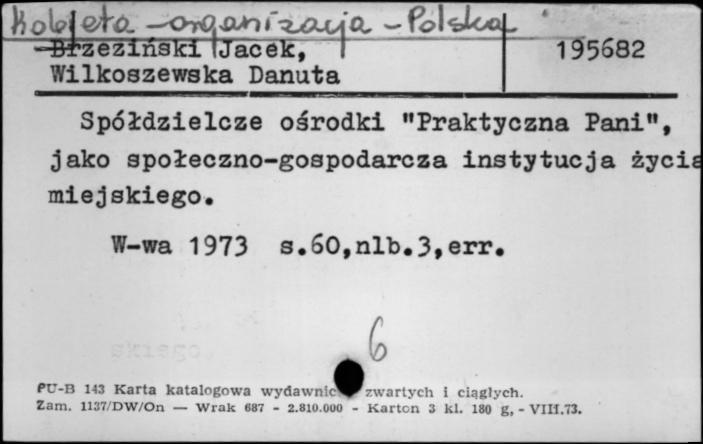 Kobieta - organizacja - Polska
Brzeziński Jacek, 195682
Wilkoszewska Danuta
Spółdzielcze ośrodki "Praktyczna Pani",
jako społeczno-gospodarcza instytucja życia
miejskiego.
W-wa 1973 s.60,nlb.3,err.
6
PU-B 143 Karta katalogowa wydawnic zwartych i ciągłych.
Zam. 1137/DW/On — Wrak 687 - 2.810.000 - Karton 3 kl. 180 g, - VIII.73.